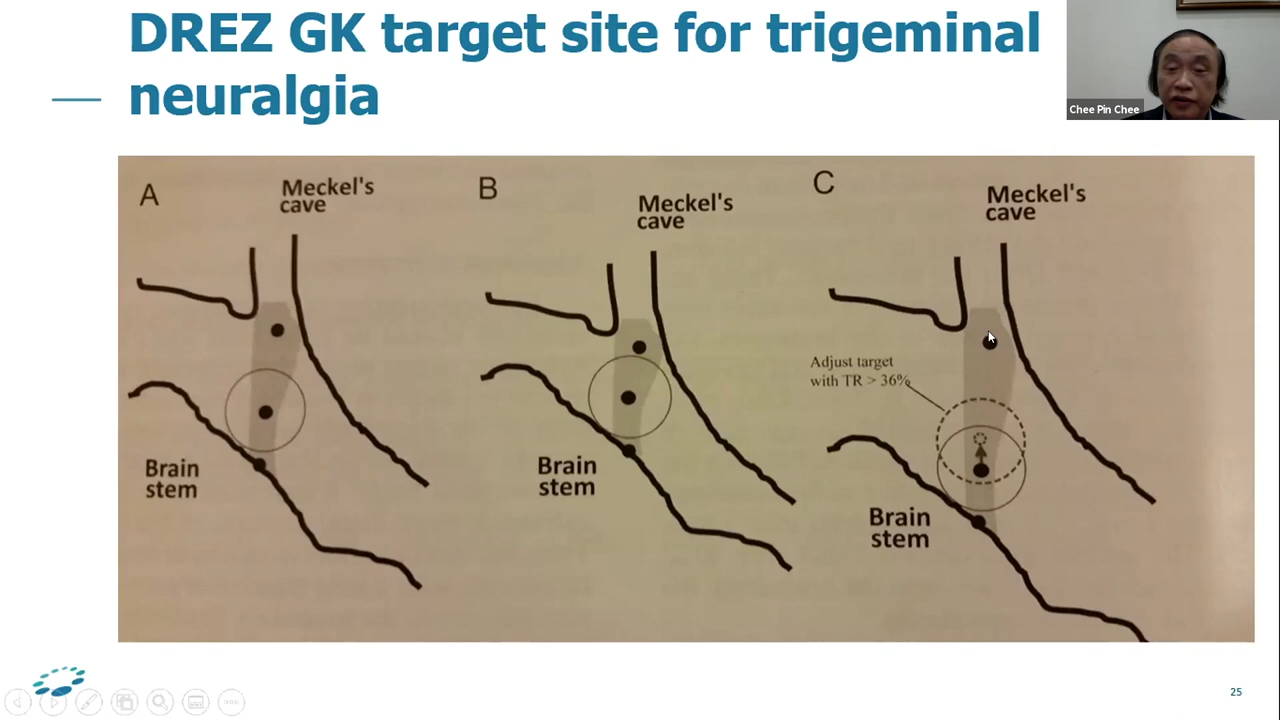 DREZ GK target site for trigeminal
neuralgia
Chee Pin Chee
A
Meckel's
cave
Brain
stem
B
Meckel's
cave
Brain
stem
C
Meckel's
cave
Adjust target
with TR > 36%
Brain
stem
25